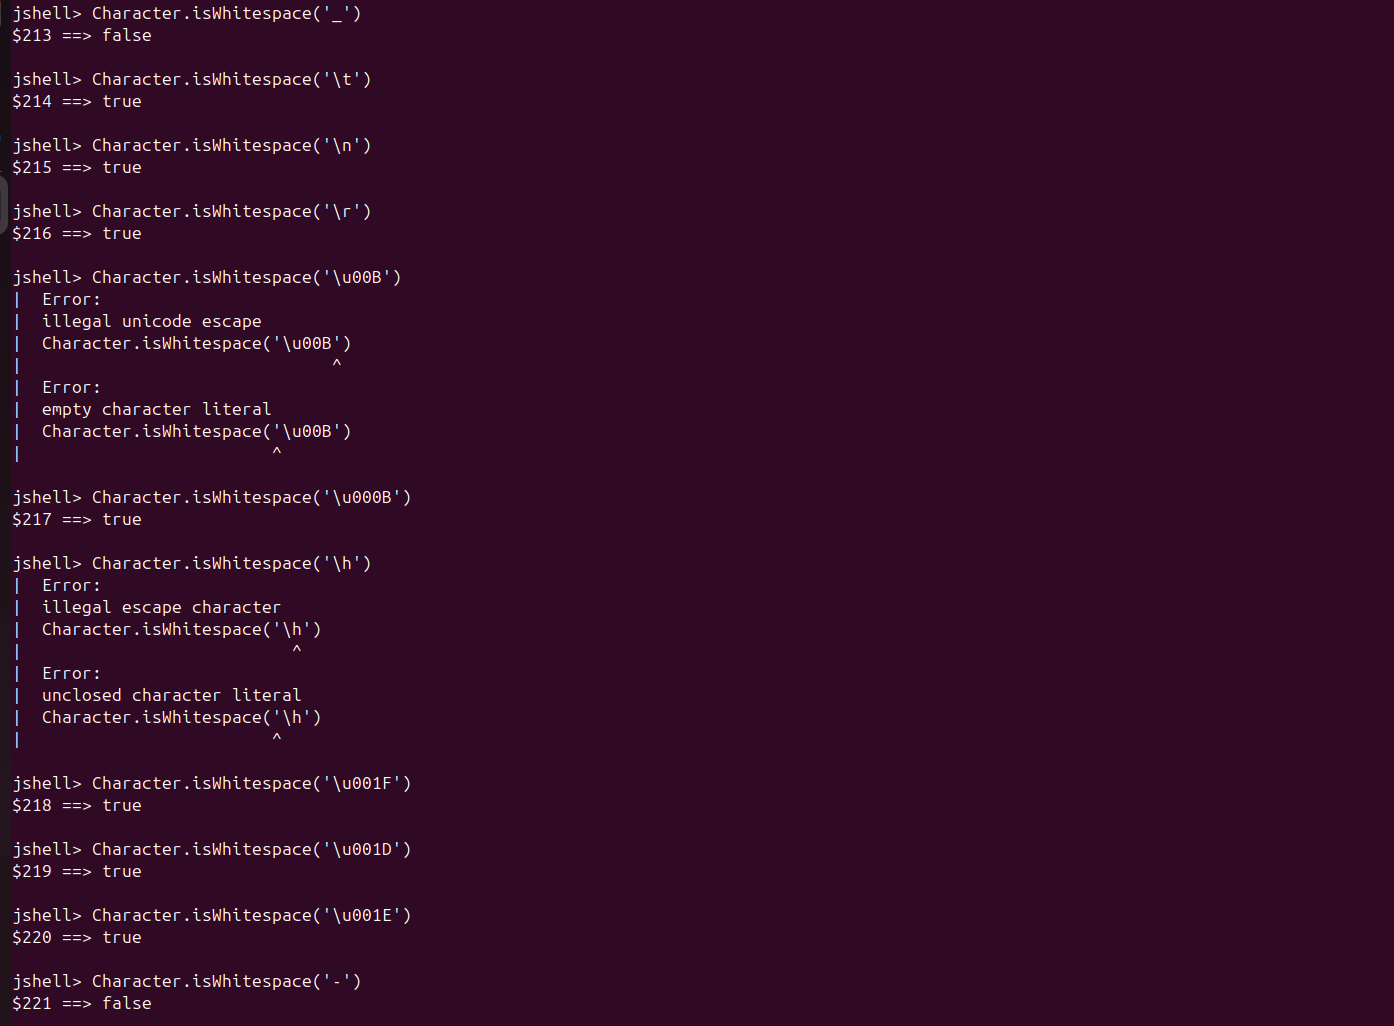 jshell> Character.isWhitespace('_')
$213 ==> false
jshell> Character.isWhitespace('\t')
$214 ==> true
jshell> Character.isWhitespace('\n')
$215 ==> true
jshell> Character.isWhitespace('\r')
$216 ==> true
jshell> Character.isWhitespace('\u00B')
|  Error:
|  illegal unicode escape
|  Character.isWhitespace('\u00B')
|                               ^
|  Error:
|  empty character literal
|  Character.isWhitespace('\u00B')
|                         ^
jshell> Character.isWhitespace('\u000B')
$217 ==> true
jshell> Character.isWhitespace('\h')
|  Error:
|  illegal escape character
|  Character.isWhitespace('\h')
|                           ^
|  Error:
|  unclosed character literal
|  Character.isWhitespace('\h')
|                         ^
jshell> Character.isWhitespace('\u001F')
$218 ==> true
jshell> Character.isWhitespace('\u001D')
$219 ==> true
jshell> Character.isWhitespace('\u001E')
$220 ==> true
jshell> Character.isWhitespace('-')
$221 ==> false